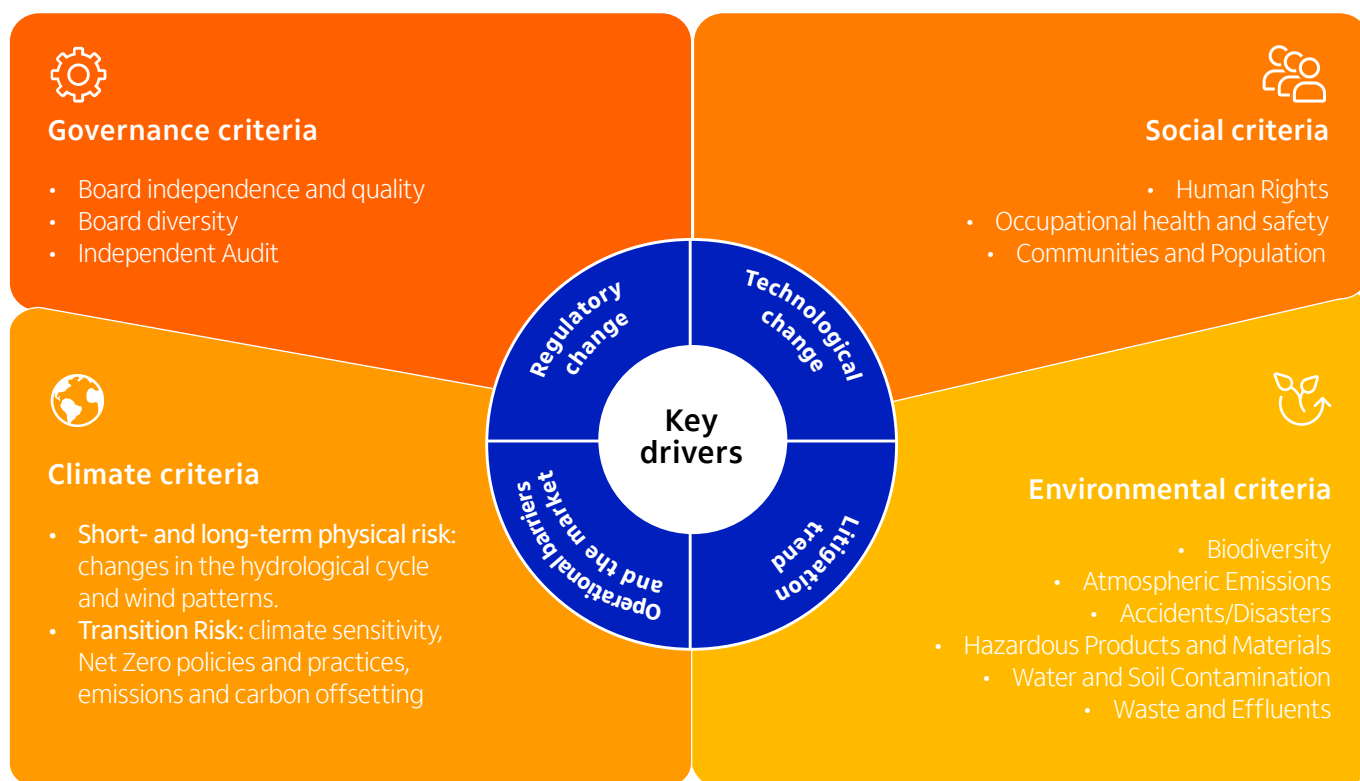 Governance criteria
• Board independence and quality
• Board diversity
• Independent Audit
Social criteria
• Human Rights
• Occupational health and safety
• Communities and Population
Regulatory
change
Technological
change
Key
drivers
Operational barriers
and the market
Litigation
trend
Climate criteria
• Short- and long-term physical risk:
changes in the hydrological cycle
and wind patterns.
• Transition Risk: climate sensitivity,
Net Zero policies and practices,
emissions and carbon offsetting
Environmental criteria
• Biodiversity
• Atmospheric Emissions
• Accidents/Disasters
• Hazardous Products and Materials
• Water and Soil Contamination
• Waste and Effluents